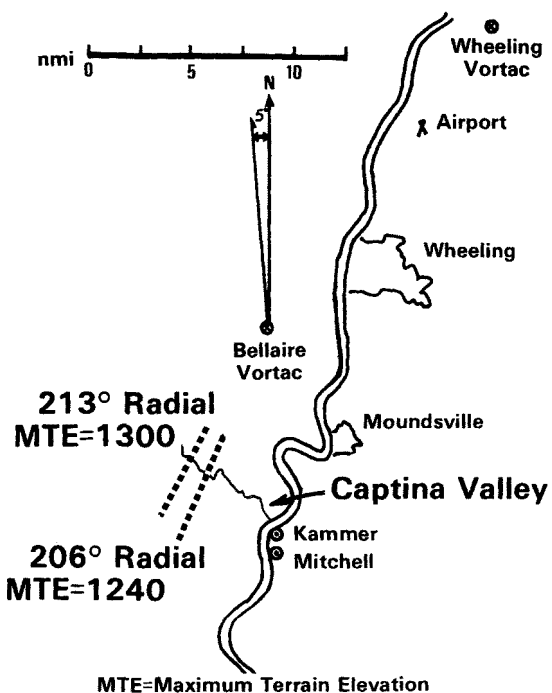 Wheeling
Vortac
nmi
0 5 10
N
5°
Airport
Wheeling
Bellaire
Vortac
213° Radial
MTE=1300
Moundsville
Captina Valley
Kammer
Mitchell
206° Radial
MTE=1240
MTE=Maximum Terrain Elevation